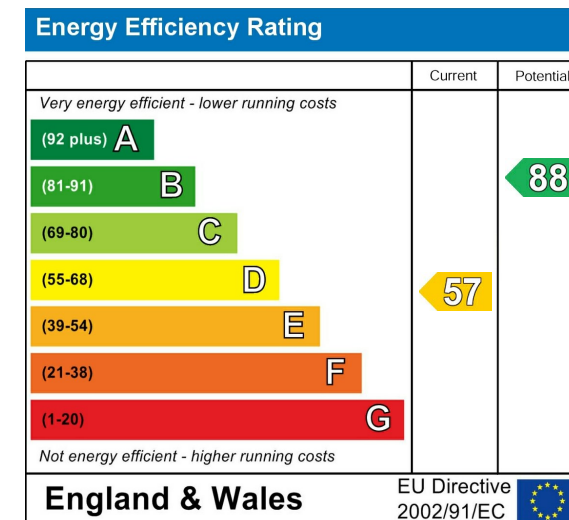 Energy Efficiency Rating
Current Potential
Very energy efficient - lower running costs
(92 plus) A
(81-91) B
88
(69-80) C
(55-68) D
57
(39-54) E
(21-38) F
(1-20) G
Not energy efficient - higher running costs
England & Wales
EU Directive
2002/91/EC